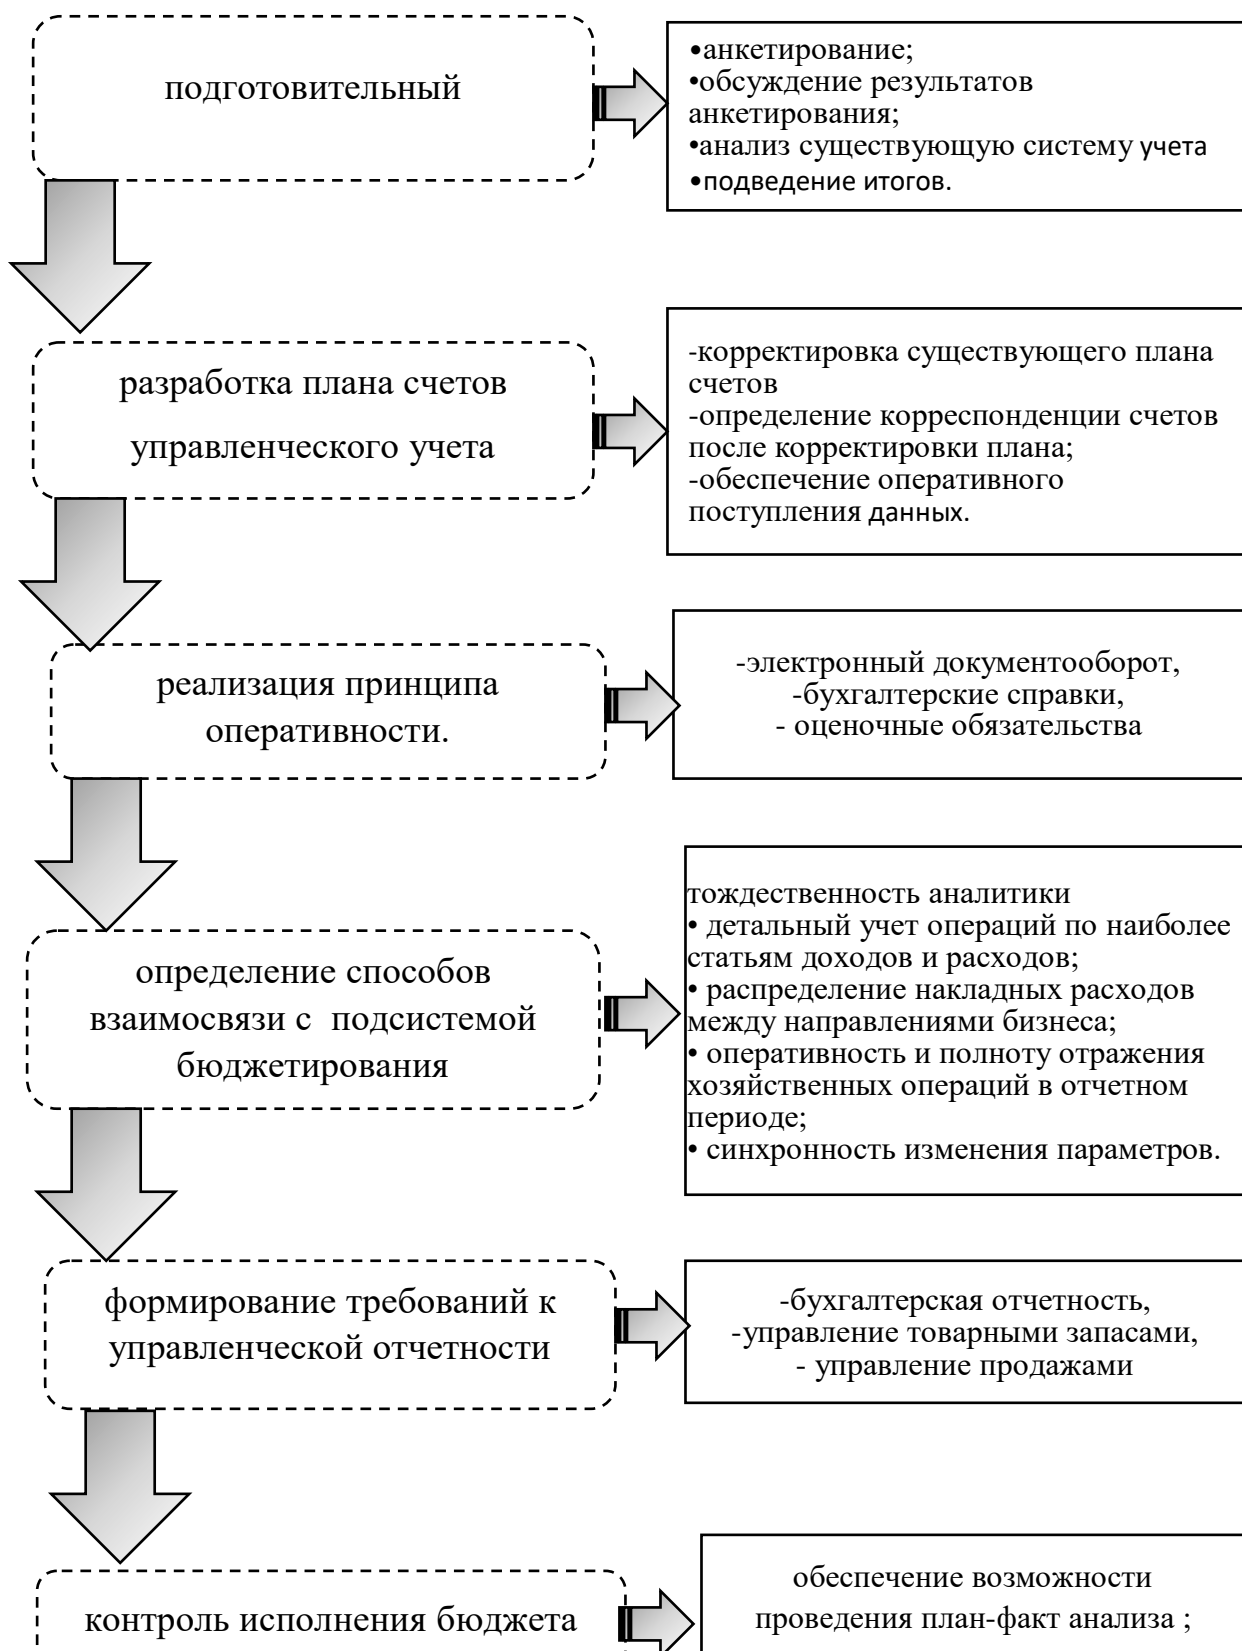 подготовительный
•анкетирование;
•обсуждение результатов
анкетирования;
•анализ существующую систему учета
•подведение итогов.
разработка плана счетов
управленческого учета
-корректировка существующего плана
счетов
-определение корреспонденции счетов
после корректировки плана;
-обеспечение оперативного
поступления данных.
реализация принципа
оперативности.
-электронный документооборот,
-бухгалтерские справки,
- оценочные обязательства
определение способов
взаимосвязи с подсистемой
бюджетирования
тождественность аналитики
• детальный учет операций по наиболее
статьям доходов и расходов;
• распределение накладных расходов
между направлениями бизнеса;
• оперативность и полноту отражения
хозяйственных операций в отчетном
периоде;
• синхронность изменения параметров.
формирование требований к
управленческой отчетности
-бухгалтерская отчетность,
-управление товарными запасами,
- управление продажами
контроль исполнения бюджета
обеспечение возможности
проведения план-факт анализа ;